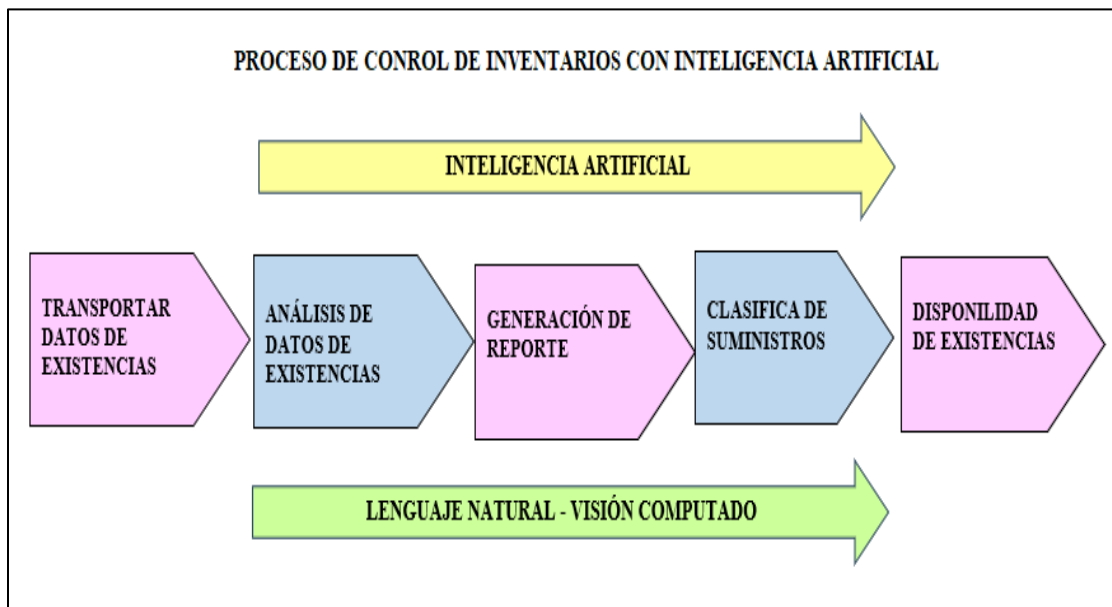 PROCESO DE CONROL DE INVENTARIOS CON INTELIGENCIA ARTIFICIAL
INTELIGENCIA ARTIFICIAL
TRANSPORTAR
DATOS DE
EXISTENCIAS
ANÁLISIS DE
DATOS DE
EXISTENCIAS
GENERACIÓN DE
REPORTE
CLASIFICA DE
SUMINISTROS
DISPONILIDAD
DE EXISTENCIAS
LENGUAJE NATURAL - VISIÓN COMPUTADO